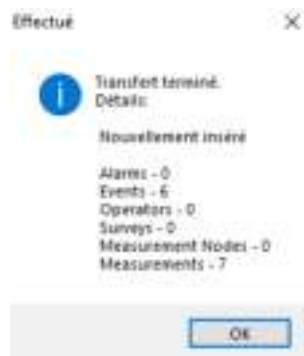 Effectué
Transfert terminé.
Détails:
Nouvellement inséré
Alarms - 0
Events - 6
Operators - 0
Surveys - 0
Measurement Nodes - 0
Measurements - 7
OK